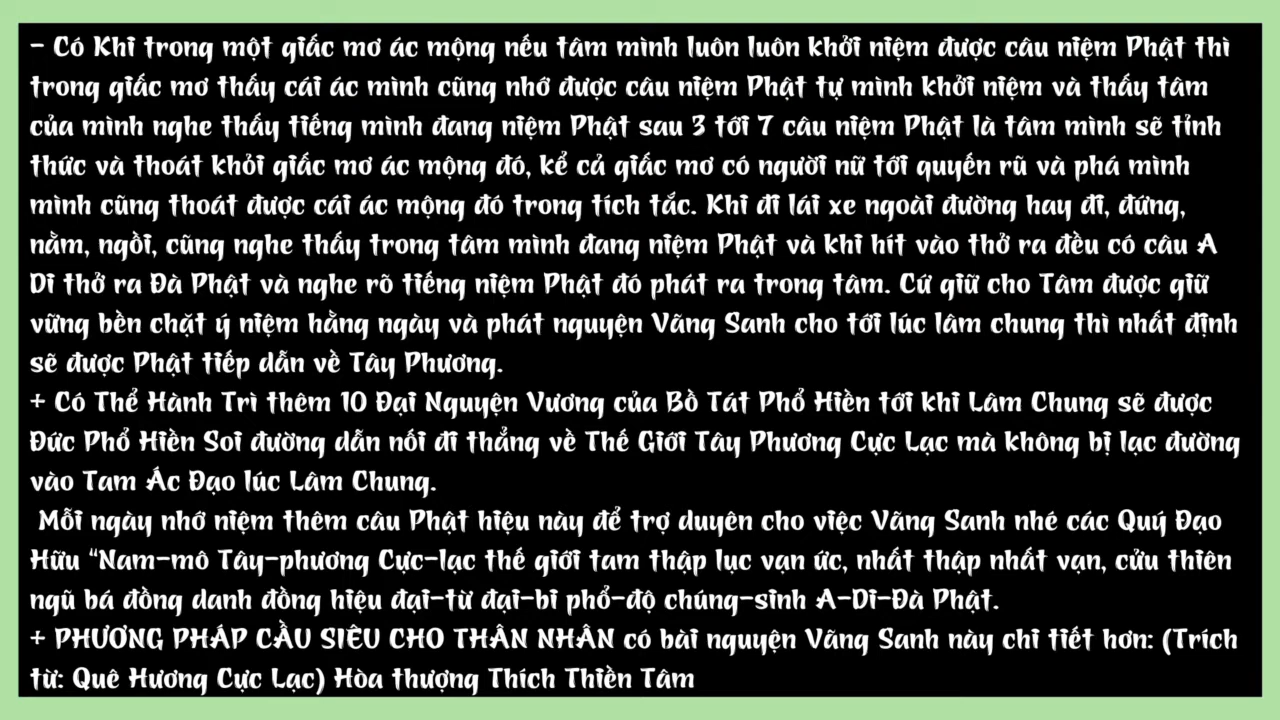 - Có Khi trong một giấc mơ ác mộng nếu tâm mình luôn luôn khởi niệm được câu niệm Phật thì
trong giấc mơ thấy cái ác mình cũng nhớ được câu niệm Phật tự mình khởi niệm và thấy tâm
của mình nghe thấy tiếng mình đang niệm Phật sau 3 tới 7 câu niệm Phật là tâm mình sẽ tỉnh
thức và thoát khỏi giấc mơ ác mộng đó, kể cả giấc mơ có người nữ tới quyến rũ và phá mình
mình cũng thoát được cái ác mộng đó trong tích tắc. Khi đi lái xe ngoài đường hay đi, đứng,
nằm, ngồi, cũng nghe thấy trong tâm mình đang niệm Phật và khi hít vào thở ra đều có câu A
Di thở ra Đà Phật và nghe rõ tiếng niệm Phật đó phát ra trong tâm. Cứ giữ cho Tâm được giữ
vững bền chặt ý niệm hằng ngày và phát nguyện Vãng Sanh cho tới lúc lâm chung thì nhất định
sẽ được Phật tiếp dẫn về Tây Phương.
+ Có Thể Hành Trì thêm 10 Đại Nguyện Vương của Bồ Tát Phổ Hiền tới khi Lâm Chung sẽ được
Đức Phổ Hiền Soi đường dẫn nối đi thẳng về Thế Giới Tây Phương Cực Lạc mà không bị lạc đường
vào Tam Ác Đạo lúc Lâm Chung.
Mỗi ngày nhớ niệm thêm câu Phật hiệu này để trợ duyên cho việc Vãng Sanh nhé các Quý Đạo
Hữu “Nam-mô Tây-phương Cực-lạc thế giới tam thập lục vạn ức, nhất thập nhất vạn, cửu thiên
ngũ bá đồng danh đồng hiệu đại-từ đại-bi phổ-độ chúng-sinh A-Di-Đà Phật.
+ PHƯƠNG PHÁP CẦU SIÊU CHO THÂN NHÂN có bài nguyện Vãng Sanh này chi tiết hơn: (Trích
từ: Quê Hương Cực Lạc) Hòa thượng Thích Thiền Tâm